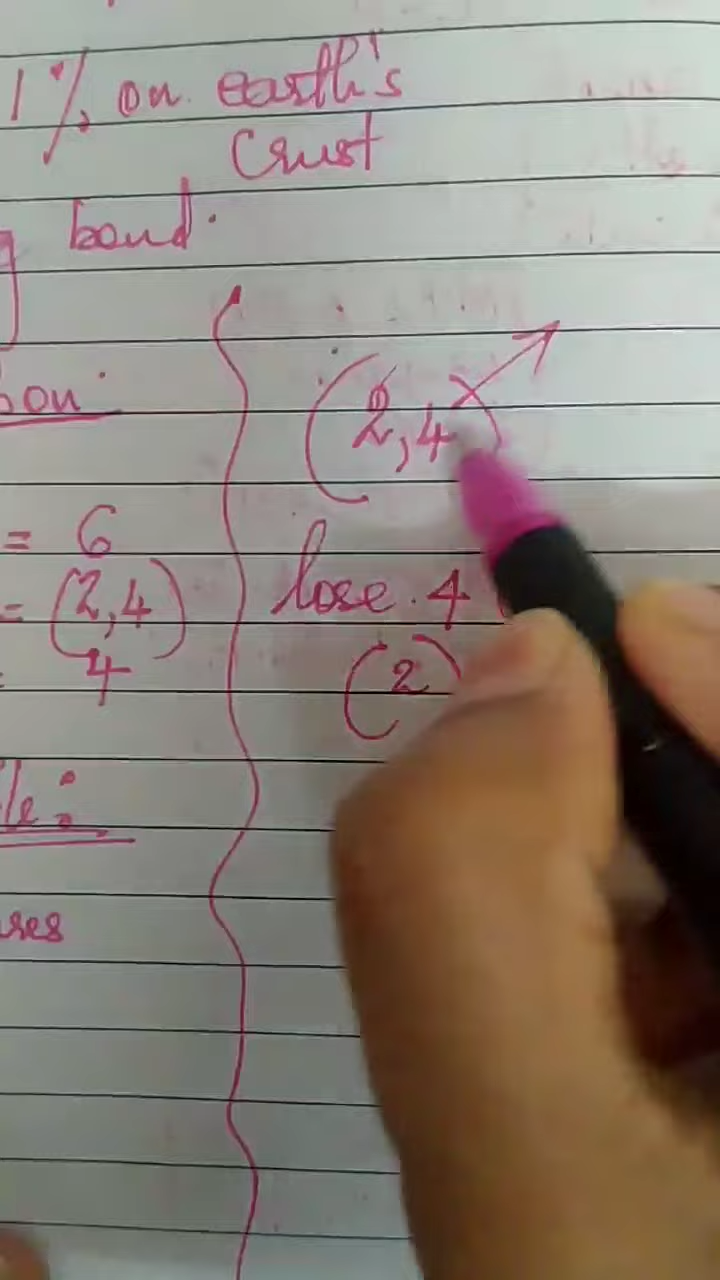 1% on earth's
crust
g bond.
bon
(2,4)
= 6
= (2,4)
lose 4
4
(2)
le:
ses